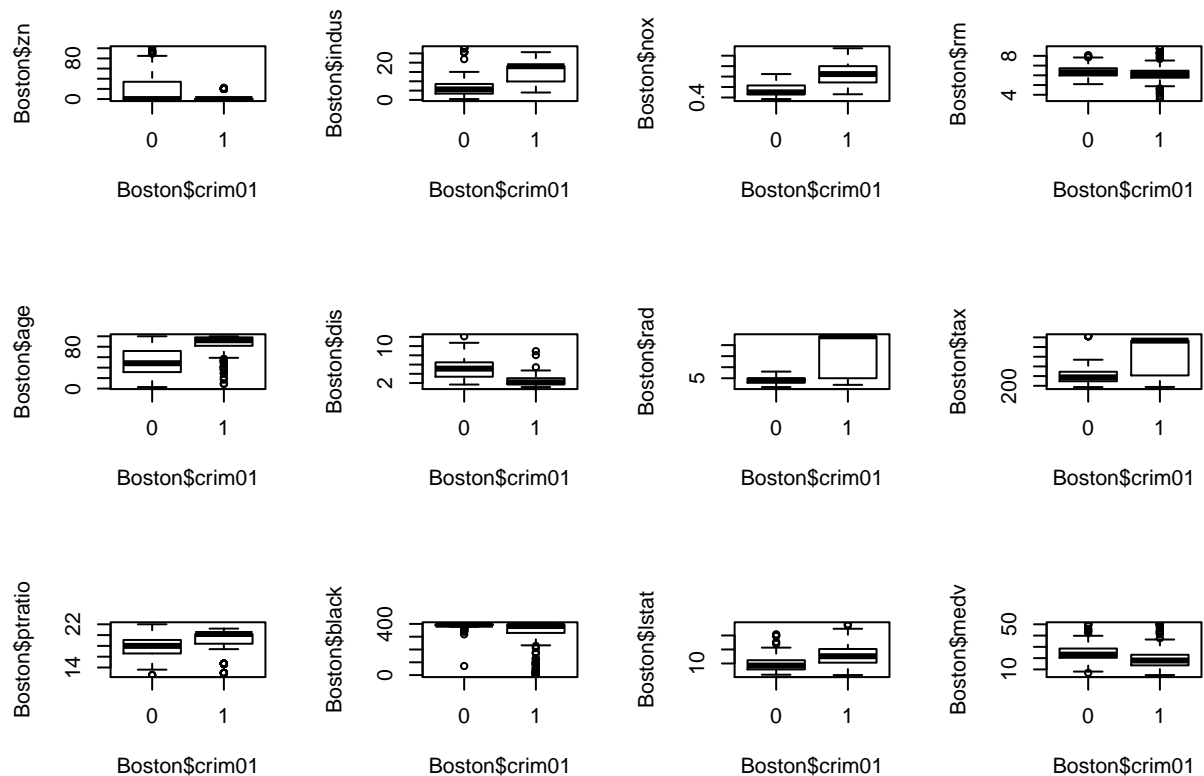 Boston$zn
80
0
0 1
Boston$crim01
Boston$indus
20
0
0 1
Boston$crim01
Boston$nox
0.4
0 1
Boston$crim01
Boston$rm
8
4
0 1
Boston$crim01
Boston$age
80
0
0 1
Boston$crim01
Boston$dis
10
2
0 1
Boston$crim01
Boston$rad
5
0 1
Boston$crim01
Boston$tax
200
0 1
Boston$crim01
Boston$ptratio
22
14
0 1
Boston$crim01
Boston$black
400
0
0 1
Boston$crim01
Boston$lstat
10
0 1
Boston$crim01
Boston$medv
50
10
0 1
Boston$crim01